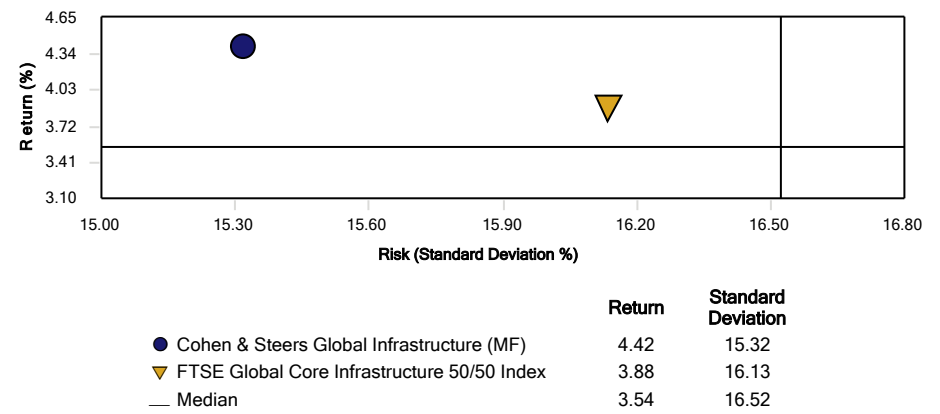 4.65
4.34
4.03
3.72
3.41
3.10
Return (%)
15.00 15.30 15.60 15.90 16.20 16.50 16.80
Risk (Standard Deviation %)
Return Standard Deviation
Cohen & Steers Global Infrastructure (MF) 4.42 15.32
FTSE Global Core Infrastructure 50/50 Index 3.88 16.13
Median 3.54 16.52